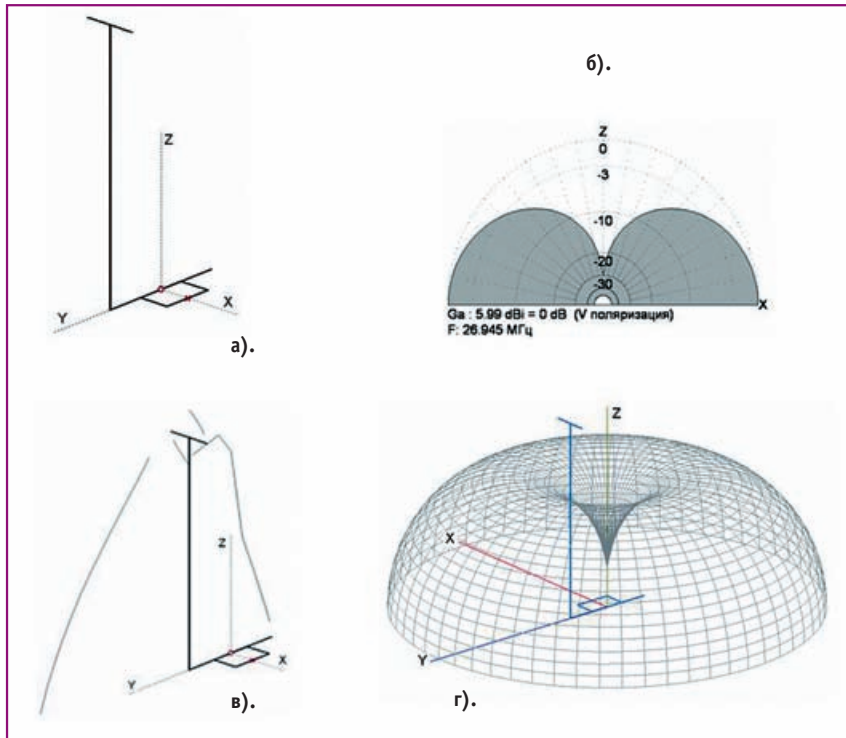 Z
X
Y
а).
б).
Z
0
-3
-10
-20
-30
X
Ga : 5.99 dBi = 0 dB (V поляризация)
F: 26.945 МГц
Z
X
Y
в).
Z
X
Y
г).